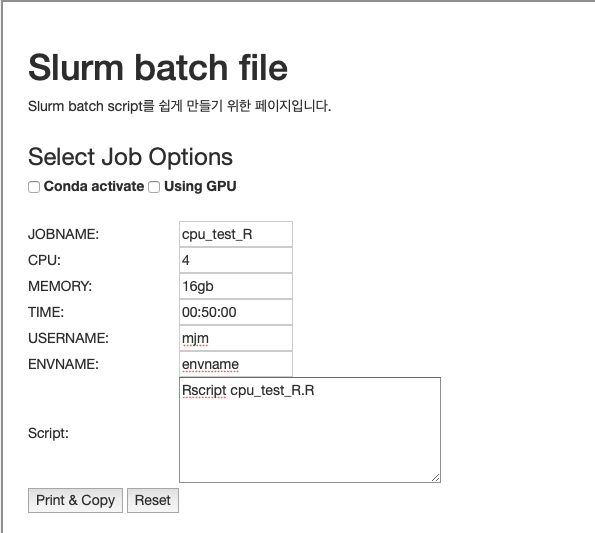 Slurm batch file
Slurm batch script를 쉽게 만들기 위한 페이지입니다.
Select Job Options
Conda activate Using GPU
JOBNAME: cpu_test_R
CPU: 4
MEMORY: 16gb
TIME: 00:50:00
USERNAME: mjm
ENVNAME: envname
Rscript cpu_test_R.R
Script:
Print & Copy Reset